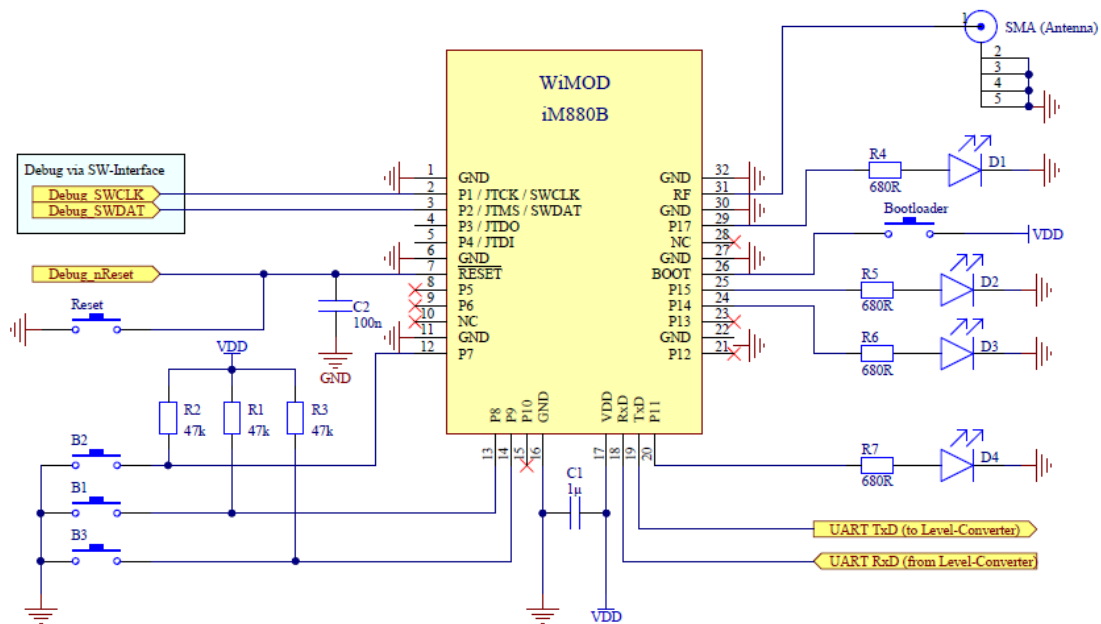 1
SMA (Antenna)
2
3
4
5
WiMOD
iM880B
Debug via SW-Interface
Debug_SWCLK
Debug_SWDAT
Debug_nReset
Reset
C2
100n
GND
VDD
R2
47k
R1
47k
R3
47k
B2
B1
B3
1
GND
2
P1 / JTCK / SWCLK
3
P2 / JTMS / SWDAT
4
P3 / JTDO
5
P4 / JTDI
6
GND
7
RESET
8
P5
9
P6
10
NC
11
GND
12
P7
13
P8
14
P9
15
P10
16
GND
17
VDD
18
RxD
19
TxD
20
P11
32
GND
31
RF
30
GND
29
P17
28
NC
27
GND
26
BOOT
25
P15
24
P14
23
P13
22
GND
21
P12
R4
680R
D1
Bootloader
VDD
R5
680R
D2
R6
680R
D3
R7
680R
D4
C1
1µ
VDD
UART TxD (to Level-Converter)
UART RxD (from Level-Converter)